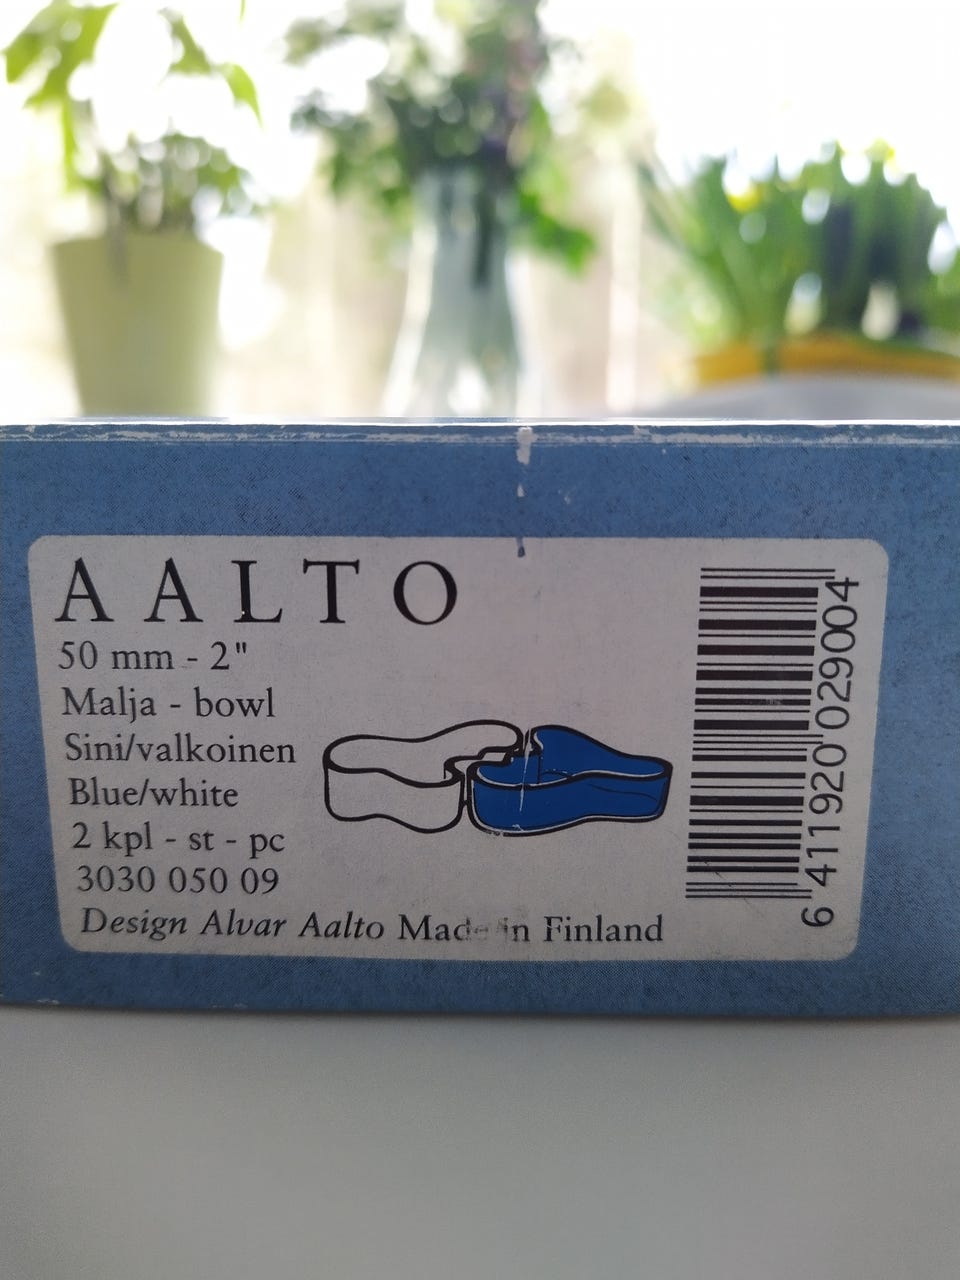 AALTO
50 mm - 2"
Malja - bowl
Sini/valkoinen
Blue/white
2 kpl - st - pc
3030 050 09
Design Alvar Aalto Made in Finland
6 411920 029004